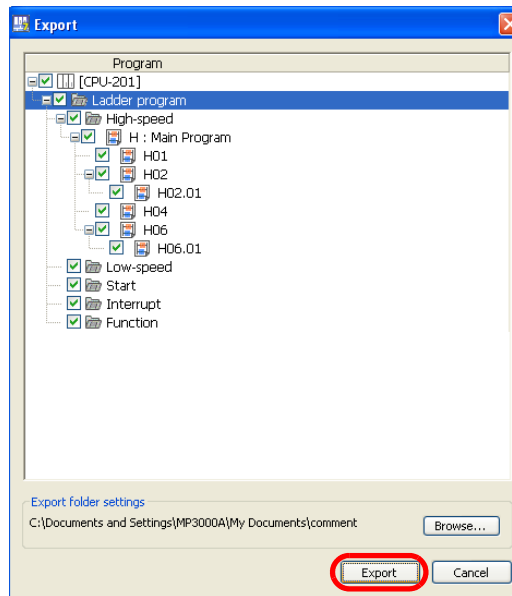 Export
Program
[CPU-201]
Ladder program
High-speed
H : Main Program
H01
H02
H02.01
H04
H06
H06.01
Low-speed
Start
Interrupt
Function
Export folder settings
C:\Documents and Settings\MP3000A\My Documents\comment
Browse...
Export Cancel